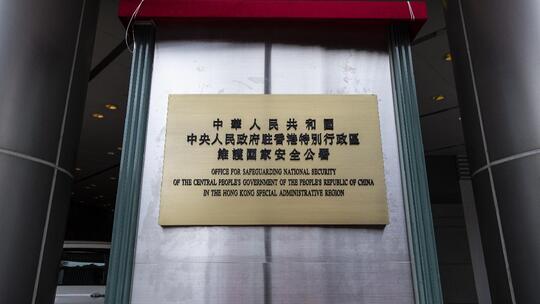 中華人民共和國
中央人民政府駐香港特別行政區
維護國家安全公署
OFFICE FOR SAFEGUARDING NATIONAL SECURITY
OF THE CENTRAL PEOPLE'S GOVERNMENT OF THE PEOPLE'S REPUBLIC OF CHINA
IN THE HONG KONG SPECIAL ADMINISTRATIVE REGION